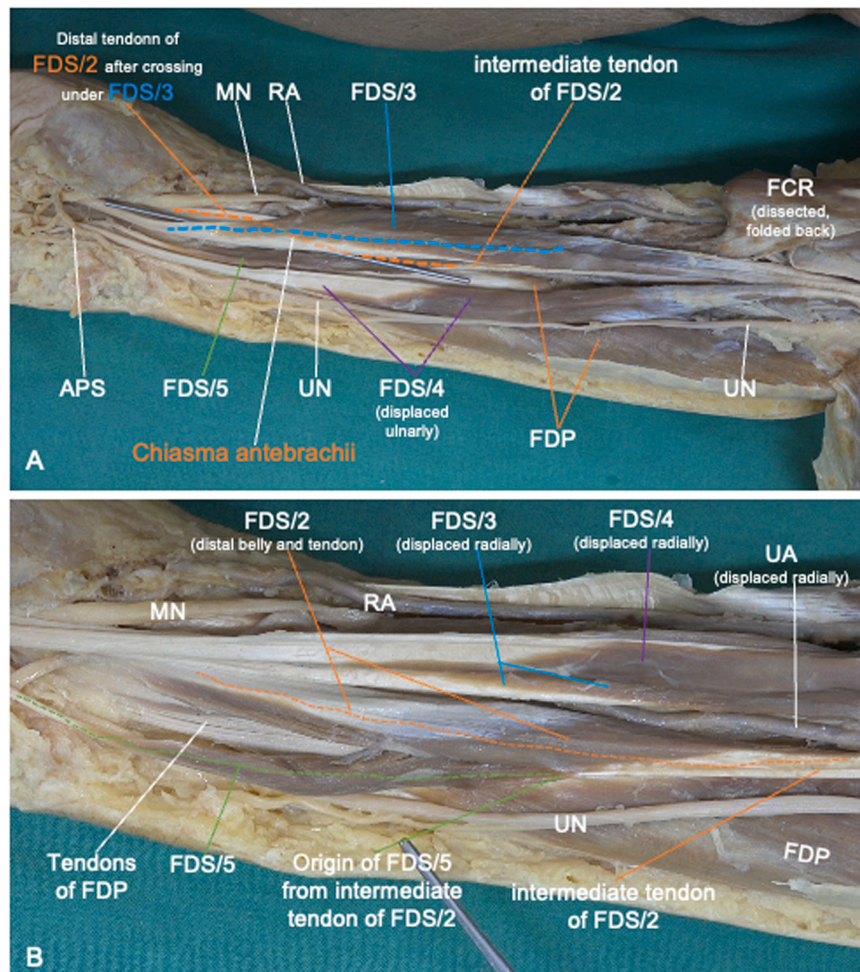 Distal tendonn of
FDS/2 after crossing
under FDS/3
MN
RA
FDS/3
intermediate tendon
of FDS/2
FCR
(dissected,
folded back)
APS
FDS/5
UN
FDS/4
(displaced
ulnarly)
FDP
UN
Chiasma antebrachii
A
FDS/2
(distal belly and tendon)
FDS/3
(displaced radially)
FDS/4
(displaced radially)
UA
(displaced radially)
MN
RA
UN
FDP
Tendons
of FDP
FDS/5
Origin of FDS/5
from intermediate
tendon of FDS/2
intermediate tendon
of FDS/2
B